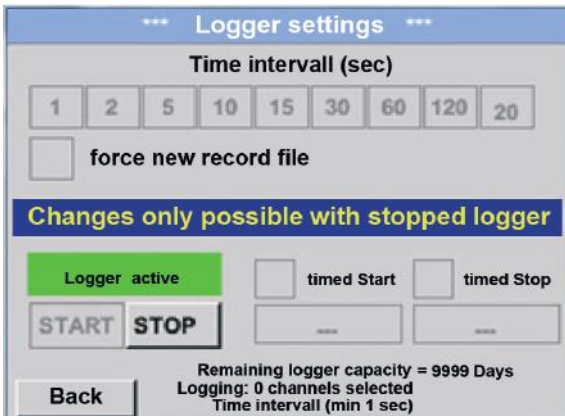 *** Logger settings ***
Time intervall (sec)
1 2 5 10 15 30 60 120 20
force new record file
Changes only possible with stopped logger
Logger active
timed Start
timed Stop
START STOP
---
---
Remaining logger capacity = 9999 Days
Logging: 0 channels selected
Time intervall (min 1 sec)
Back